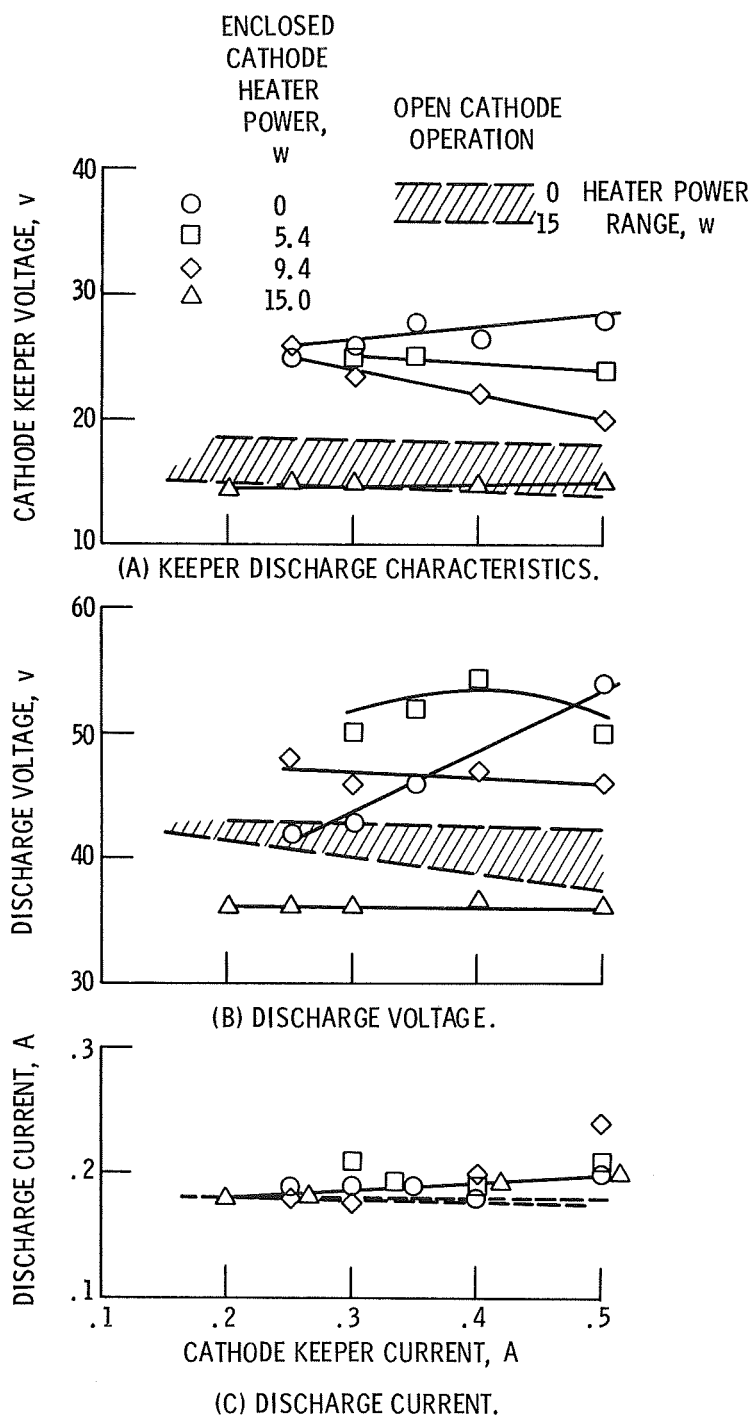 ENCLOSED
CATHODE
HEATER
POWER,
w
0
5.4
9.4
15.0
OPEN CATHODE
OPERATION
0 HEATER POWER
15 RANGE, w
CATHODE KEEPER VOLTAGE, v
40
30
20
10
(A) KEEPER DISCHARGE CHARACTERISTICS.
DISCHARGE VOLTAGE, v
60
50
40
30
(B) DISCHARGE VOLTAGE.
DISCHARGE CURRENT, A
.3
.2
.1
.1 .2 .3 .4 .5
CATHODE KEEPER CURRENT, A
(C) DISCHARGE CURRENT.